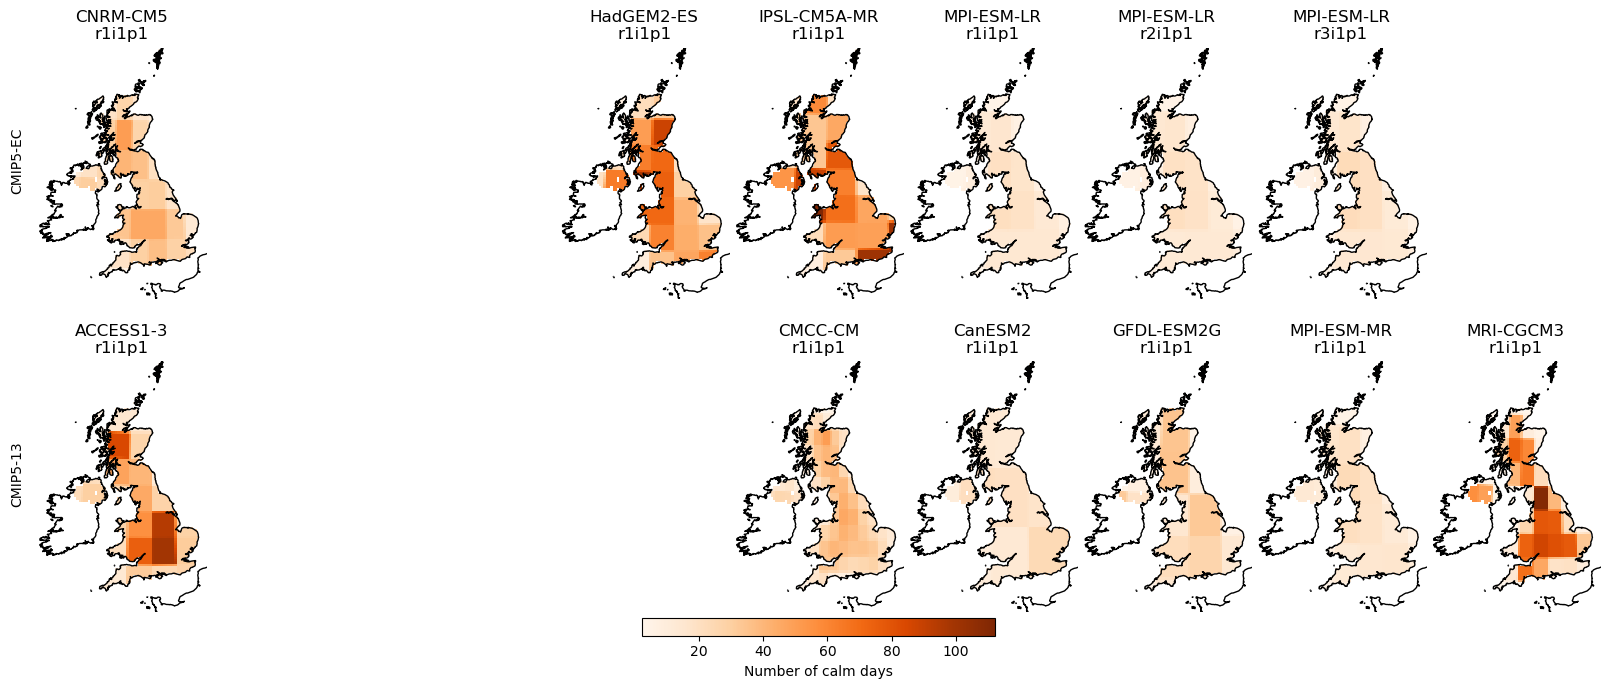 CNRM-CM5
r1i1p1
HadGEM2-ES
r1i1p1
IPSL-CM5A-MR
r1i1p1
MPI-ESM-LR
r1i1p1
MPI-ESM-LR
r2i1p1
MPI-ESM-LR
r3i1p1
CMIP5-EC
ACCESS1-3
r1i1p1
CMCC-CM
r1i1p1
CanESM2
r1i1p1
GFDL-ESM2G
r1i1p1
MPI-ESM-MR
r1i1p1
MRI-CGCM3
r1i1p1
CMIP5-13
20 40 60 80 100
Number of calm days